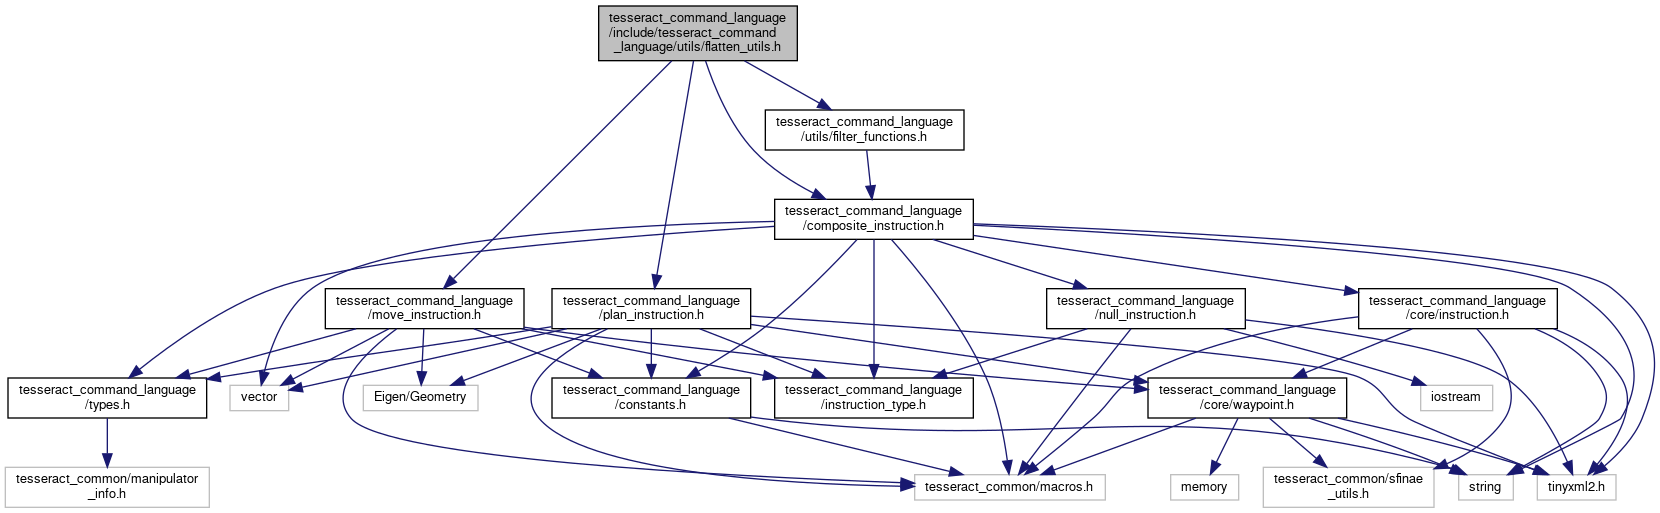 tesseract_command_language
/include/tesseract_command
_language/utils/flatten_utils.h
tesseract_command_language
/utils/filter_functions.h
tesseract_command_language
/composite_instruction.h
tesseract_command_language
/move_instruction.h
tesseract_command_language
/plan_instruction.h
tesseract_command_language
/null_instruction.h
tesseract_command_language
/core/instruction.h
tesseract_command_language
/types.h
vector
Eigen/Geometry
tesseract_command_language
/constants.h
tesseract_command_language
/instruction_type.h
tesseract_command_language
/core/waypoint.h
iostream
tesseract_common/manipulator
_info.h
tesseract_common/macros.h
memory
tesseract_common/sfinae
_utils.h
string
tinyxml2.h